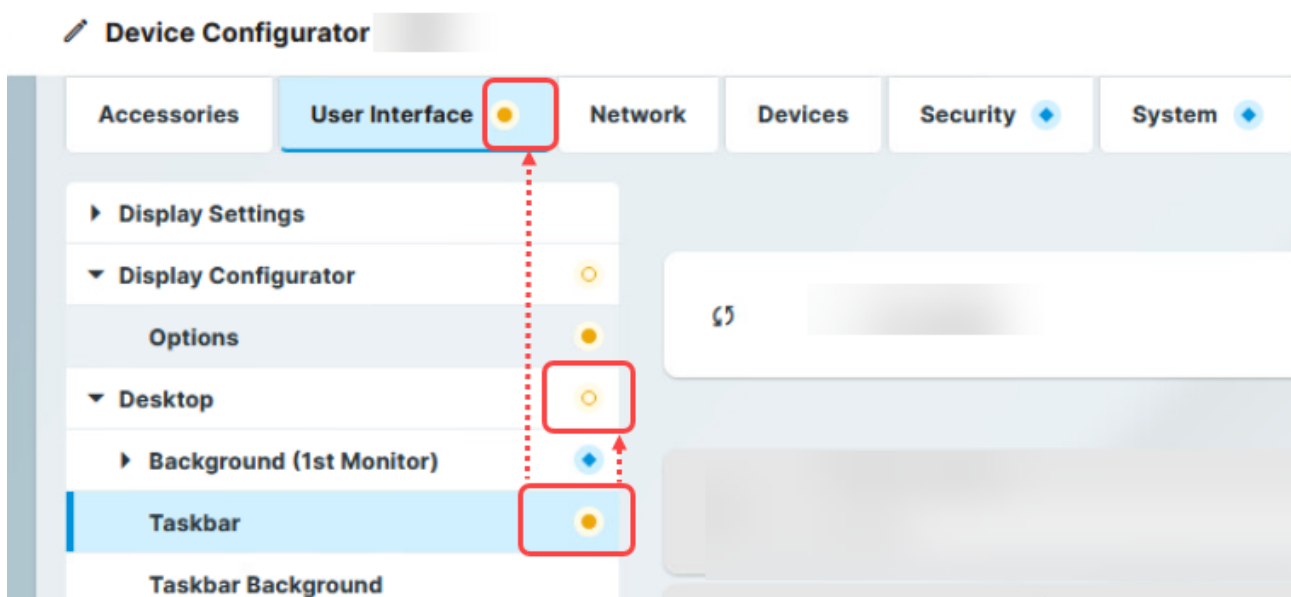 Device Configurator
Accessories
User Interface
Network
Devices
Security
System
Display Settings
Display Configurator
Options
Desktop
Background (1st Monitor)
Taskbar
Taskbar Background